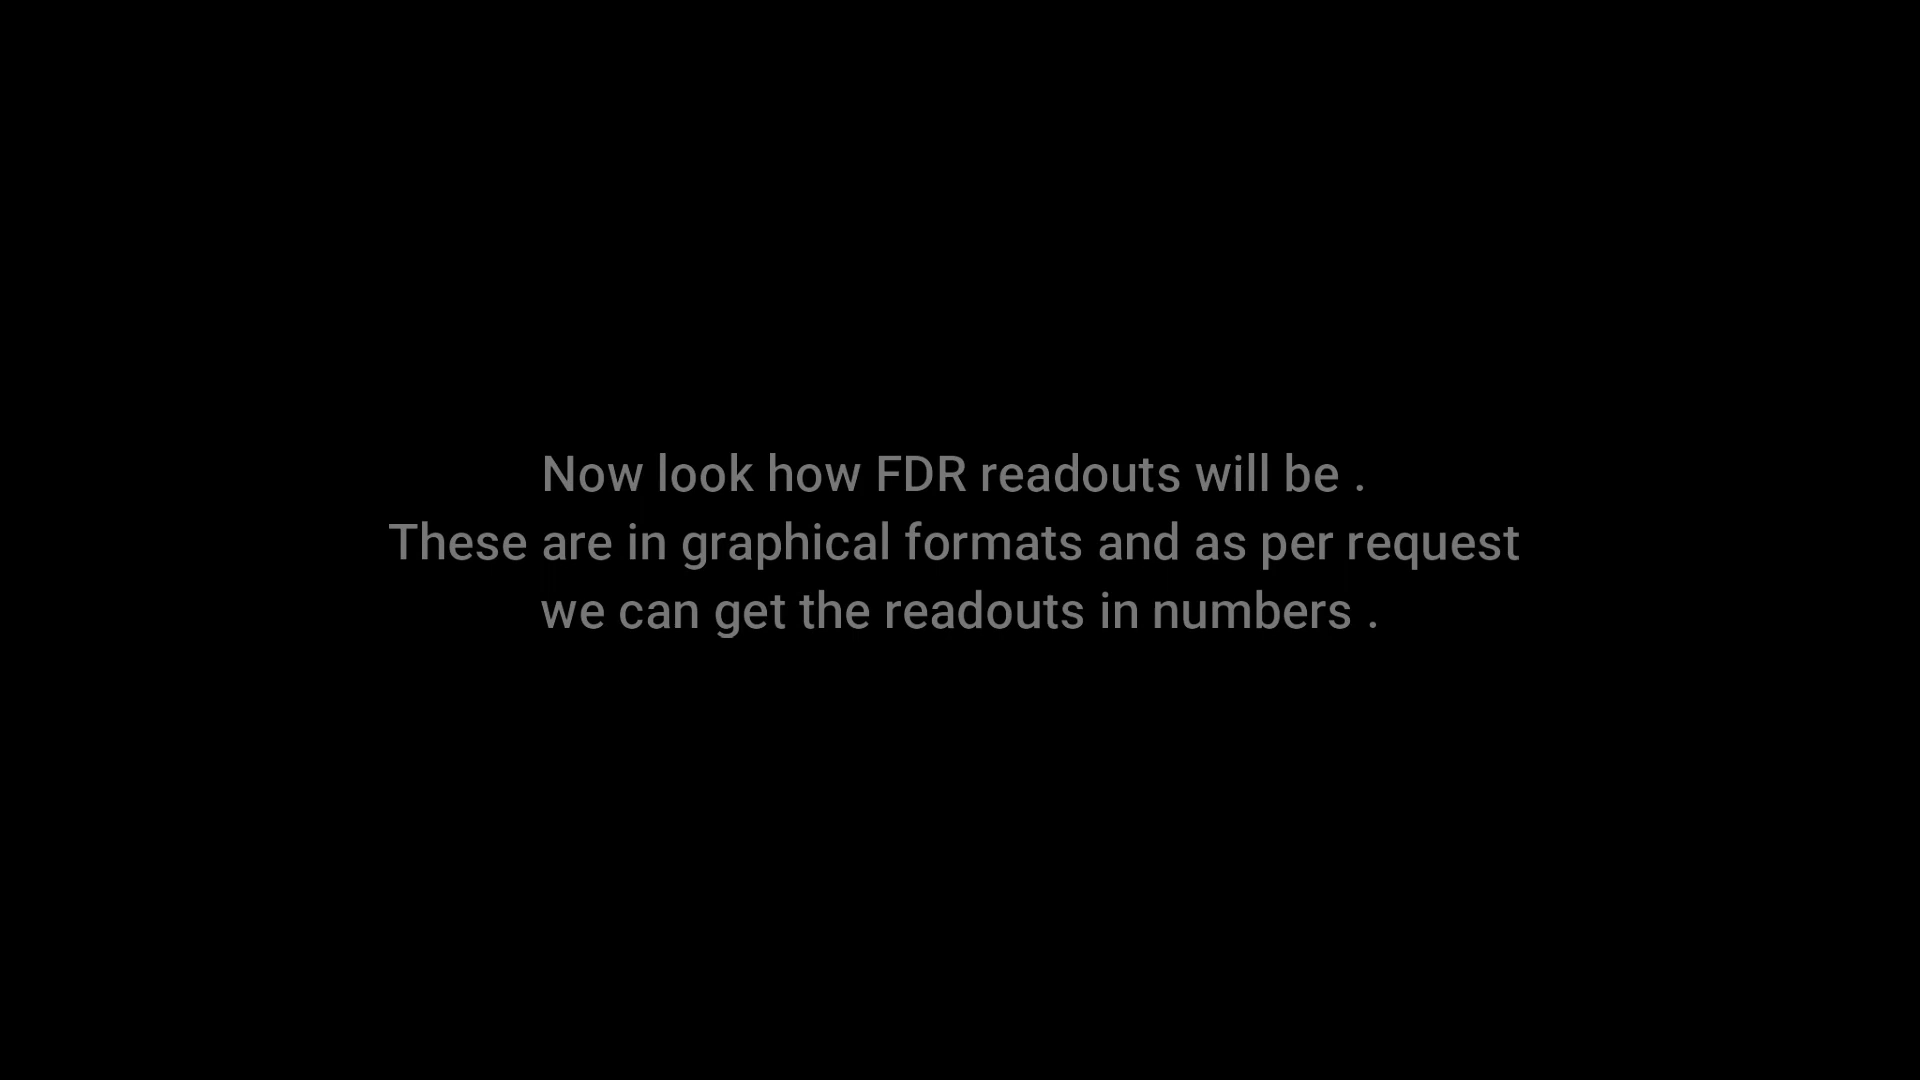 Now look how FDR readouts will be .
These are in graphical formats and as per request
we can get the readouts in numbers .